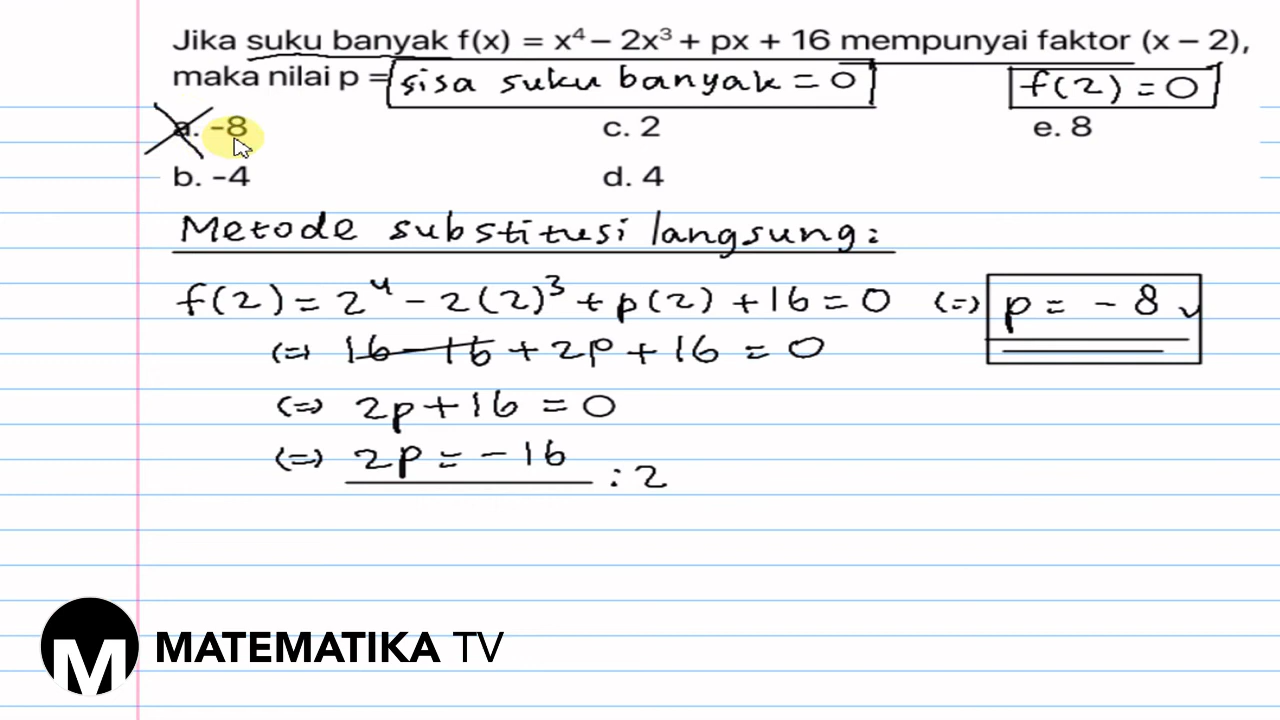 Jika suku banyak f(x) = x⁴ – 2x³ + px + 16 mempunyai faktor (x – 2),
maka nilai p = sisa suku banyak = 0 f(2) = 0
a. -8 c. 2 e. 8
b. -4 d. 4
Metode substitusi langsung:
f(2) = 2⁴ - 2(2)³ + p(2) + 16 = 0 (=) p = - 8
(=) 16 - 16 + 2p + 16 = 0
(=) 2p + 16 = 0
(=) 2p = - 16
: 2
M MATEMATIKA TV